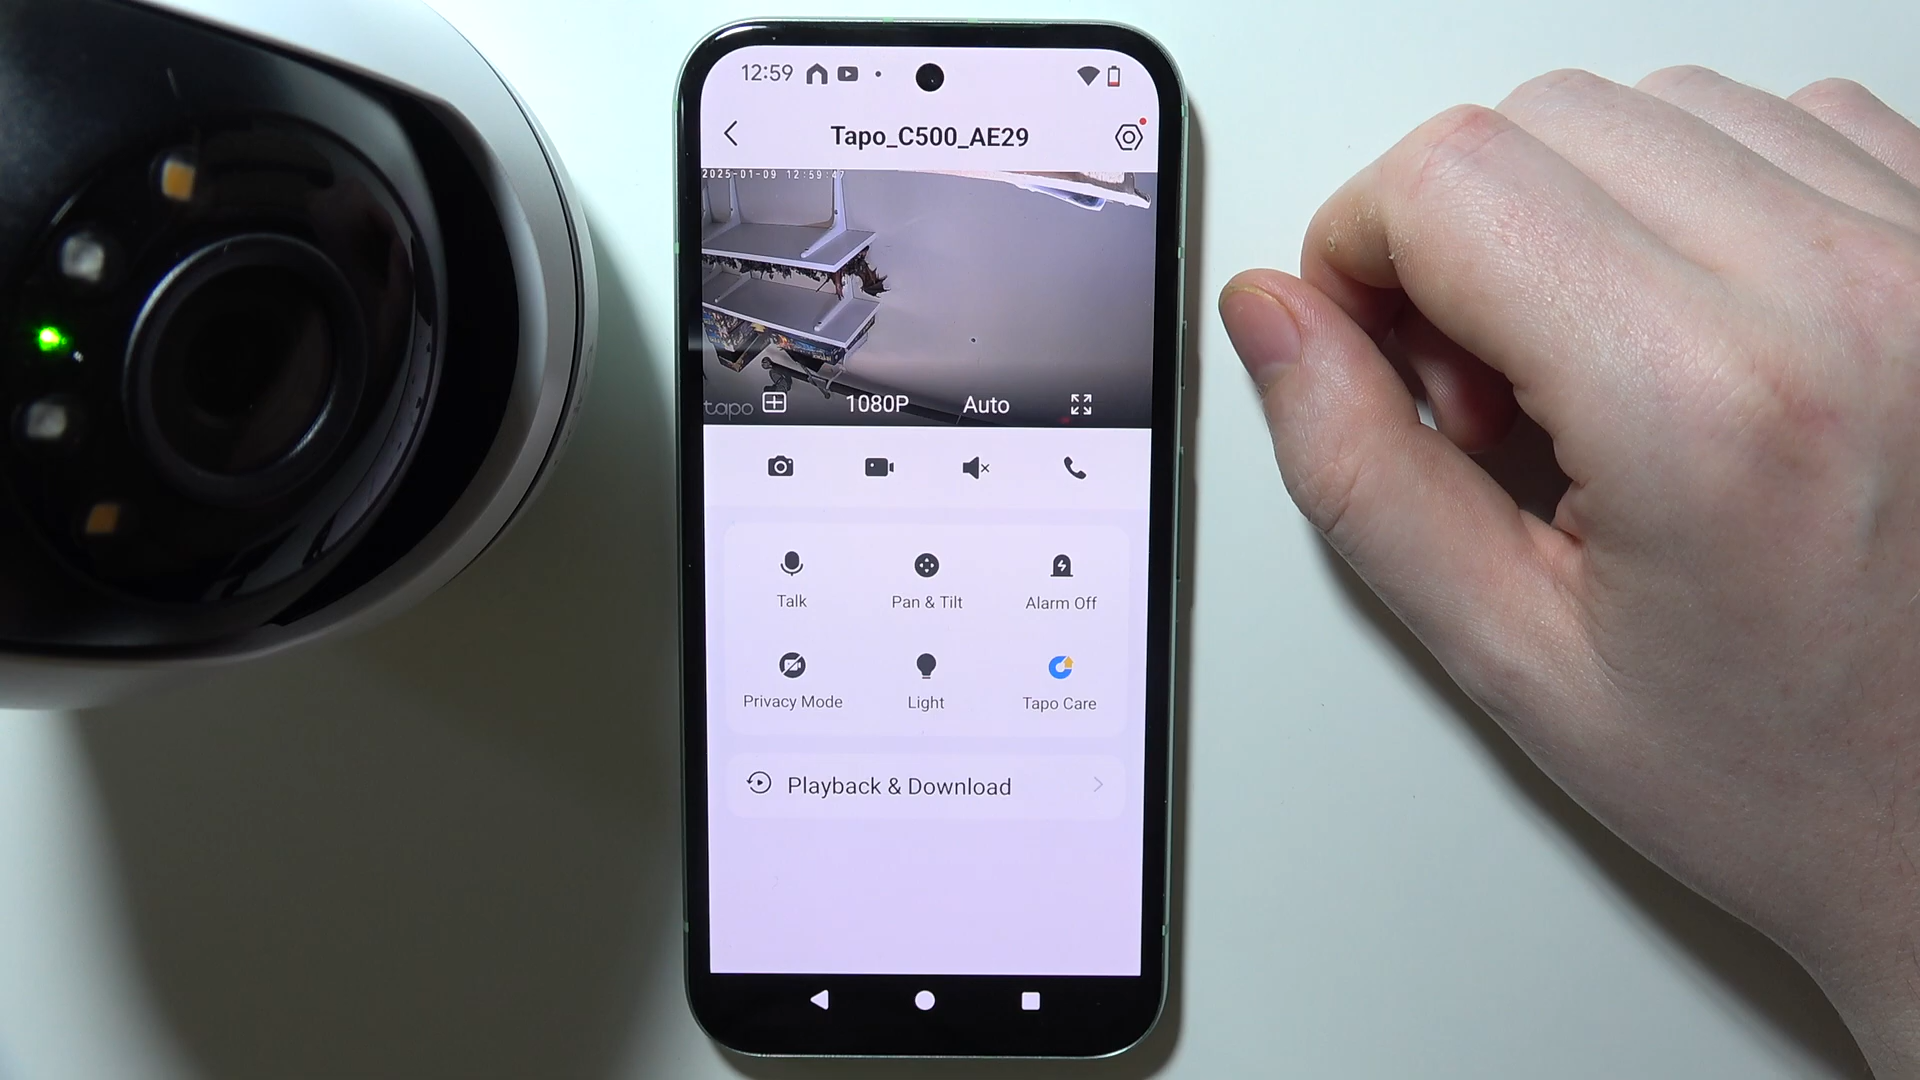 12:59
Tapo_C500_AE29
2025-01-09 12:59:47
tapo
1080P
Auto
Talk
Pan & Tilt
Alarm Off
Privacy Mode
Light
Tapo Care
Playback & Download